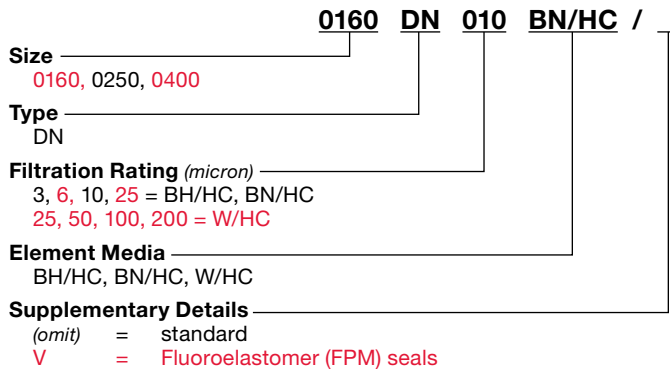 0160 DN 010 BN/HC /
Size
0160, 0250, 0400
Type
DN
Filtration Rating (micron)
3, 6, 10, 25 = BH/HC, BN/HC
25, 50, 100, 200 = W/HC
Element Media
BH/HC, BN/HC, W/HC
Supplementary Details
(omit) = standard
V = Fluoroelastomer (FPM) seals